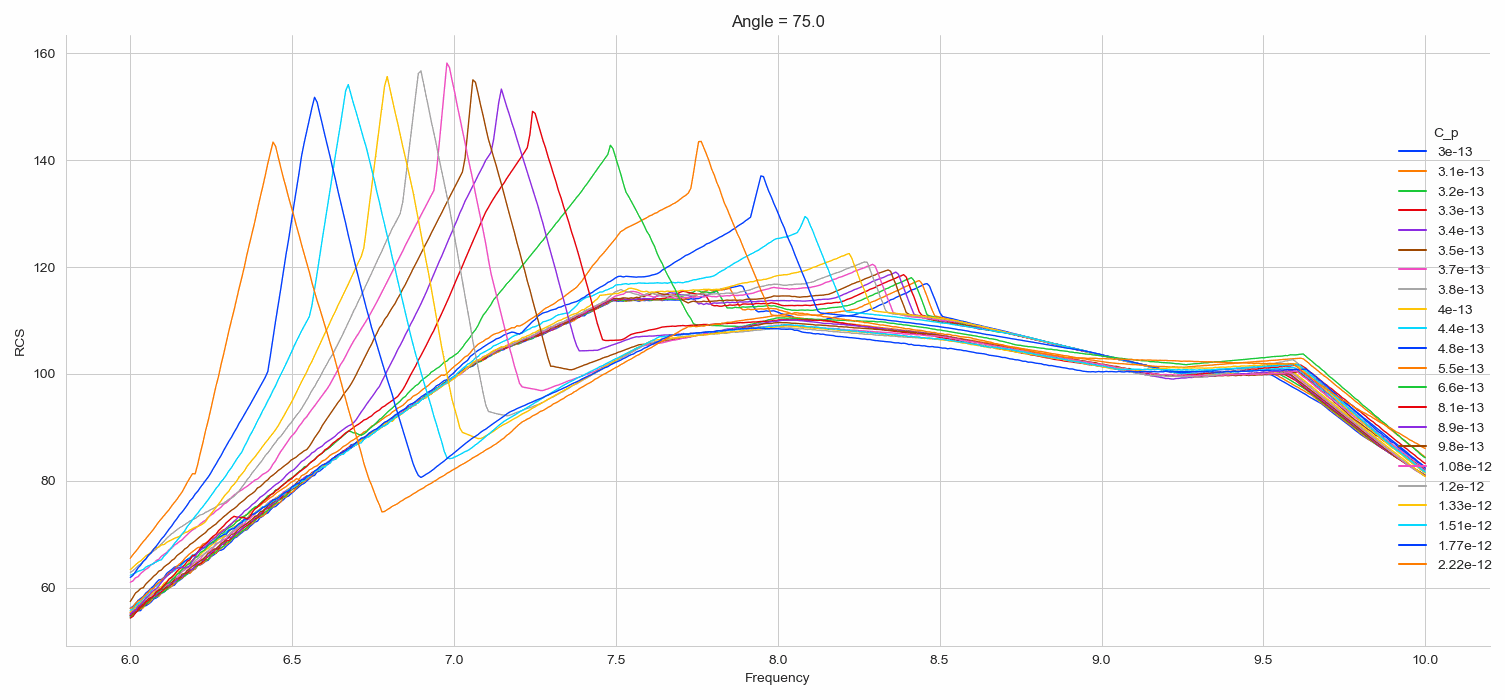 Angle = 75.0
160
140
120
100
80
60
RCS
6.0
6.5
7.0
7.5
8.0
8.5
9.0
9.5
10.0
Frequency
C_p
3e-13
3.1e-13
3.2e-13
3.3e-13
3.4e-13
3.5e-13
3.7e-13
3.8e-13
4e-13
4.4e-13
4.8e-13
5.5e-13
6.6e-13
8.1e-13
8.9e-13
9.8e-13
1.08e-12
1.2e-12
1.33e-12
1.51e-12
1.77e-12
2.22e-12